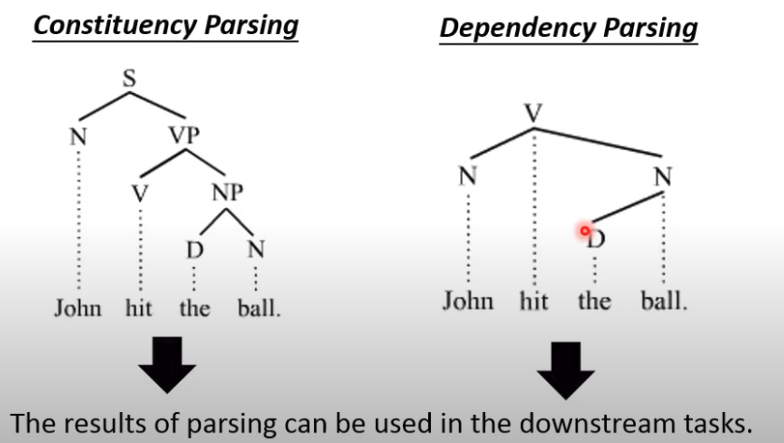 Constituency Parsing
Dependency Parsing
S
N VP
V NP
D N
John hit the ball.
V
N N
D
John hit the ball.
The results of parsing can be used in the downstream tasks.